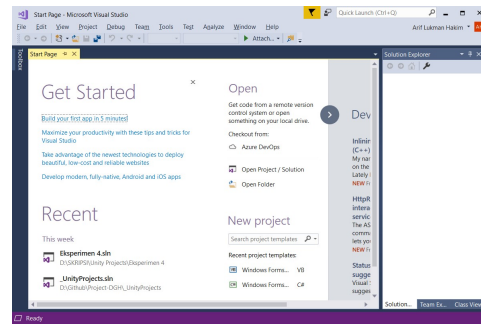 Start Page - Microsoft Visual Studio
Quick Launch (Ctrl+Q)
File Edit View Project Debug Team Tools Test Analyze Window Help
Arif Lukman Hakim
Attach...
Toolbox
Start Page
Solution Explorer
Get Started
Build your first app in 5 minutes!
Maximize your productivity with these tips and tricks for
Visual Studio
Take advantage of the newest technologies to deploy
beautiful, low-cost and reliable websites
Develop modern, fully-native, Android and iOS apps
Recent
This week
Eksperimen 4.sln
D:\SKRIPSI\Unity Projects\Eksperimen 4
_UnityProjects.sln
D:\Github\Project-DGH\_UnityProjects
Open
Get code from a remote version
control system or open
something on your local drive.
Checkout from:
Azure DevOps
Open Project / Solution
Open Folder
New project
Search project templates
Recent project templates:
Windows Forms... VB
Windows Forms... C#
Dev
Inlinin
(C++)
My nar
on the
Lately I
NEW Fr
HttpR
intera
servic
The AS
comm
lets yo
NEW Fr
Status
sugge
Visual S
sugges
Solution... Team Ex... Class View
Ready